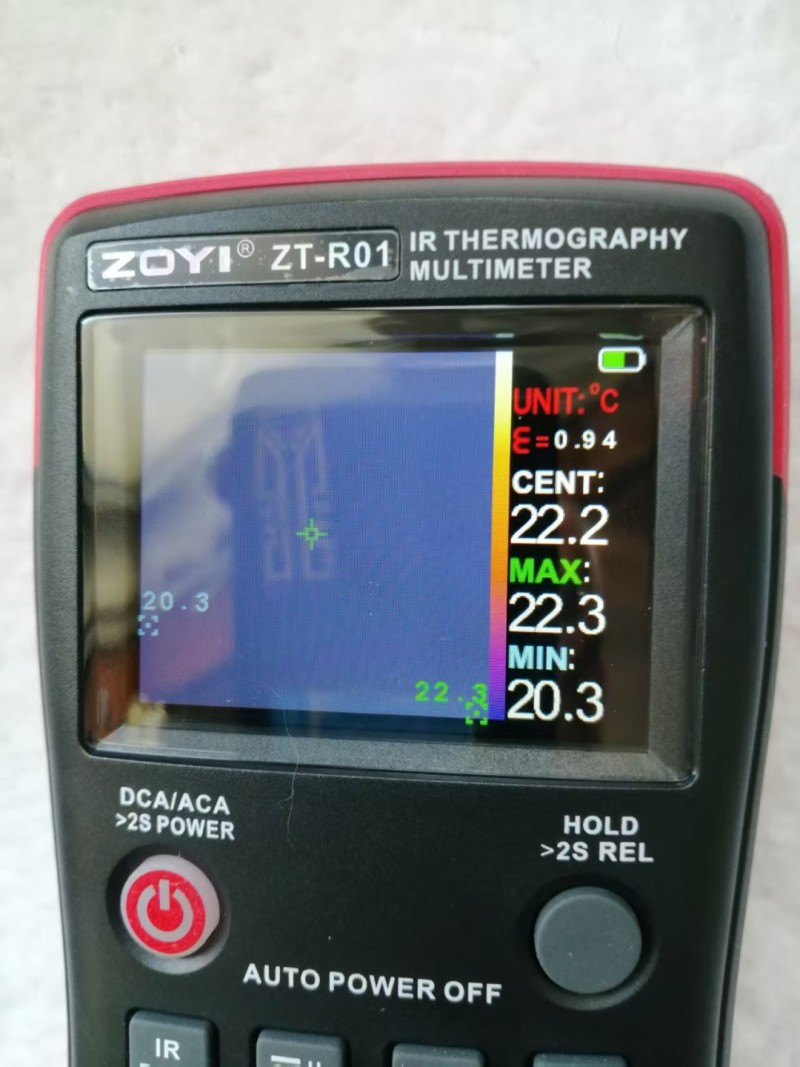 ZOYI® ZT-R01
IR THERMOGRAPHY
MULTIMETER
UNIT:°C
ε=0.94
CENT:
22.2
MAX:
22.3
MIN:
20.3
20.3
22.3
DCA/ACA
>2S POWER
HOLD
>2S REL
AUTO POWER OFF
IR